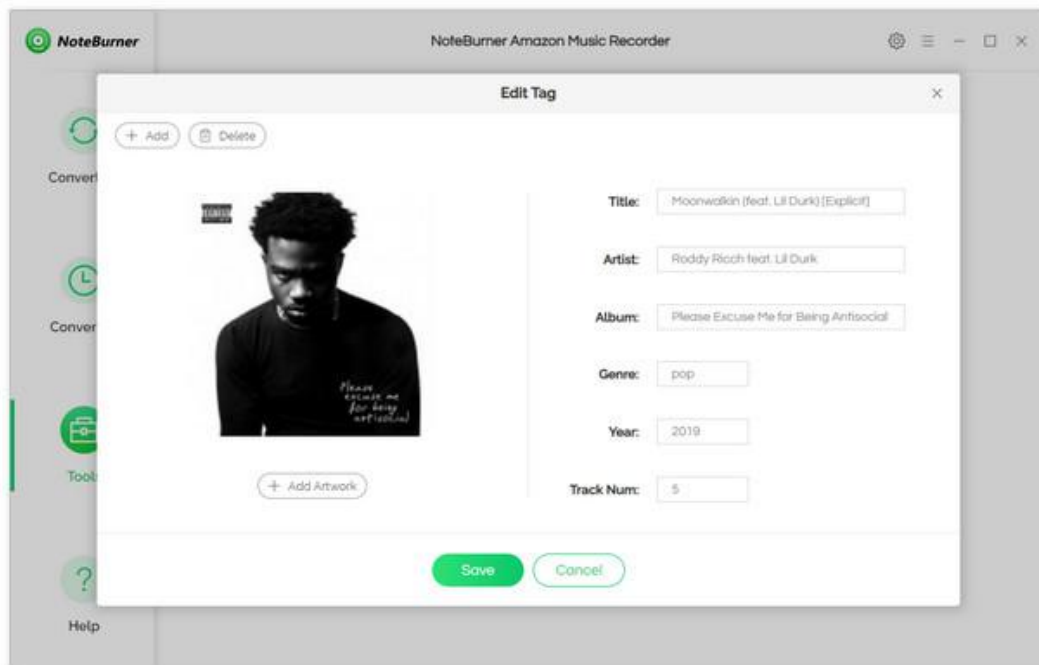 NoteBurner
NoteBurner Amazon Music Recorder
Edit Tag
+ Add
Delete
Convert
Conver
Tool
Help
Please
excuse me
for being
antisocial
+ Add Artwork
Title: Moonwalkin (feat. Lil Durk) [Explicit]
Artist: Roddy Ricch feat. Lil Durk
Album: Please Excuse Me for Being Antisocial
Genre: pop
Year: 2019
Track Num: 5
Save
Cancel